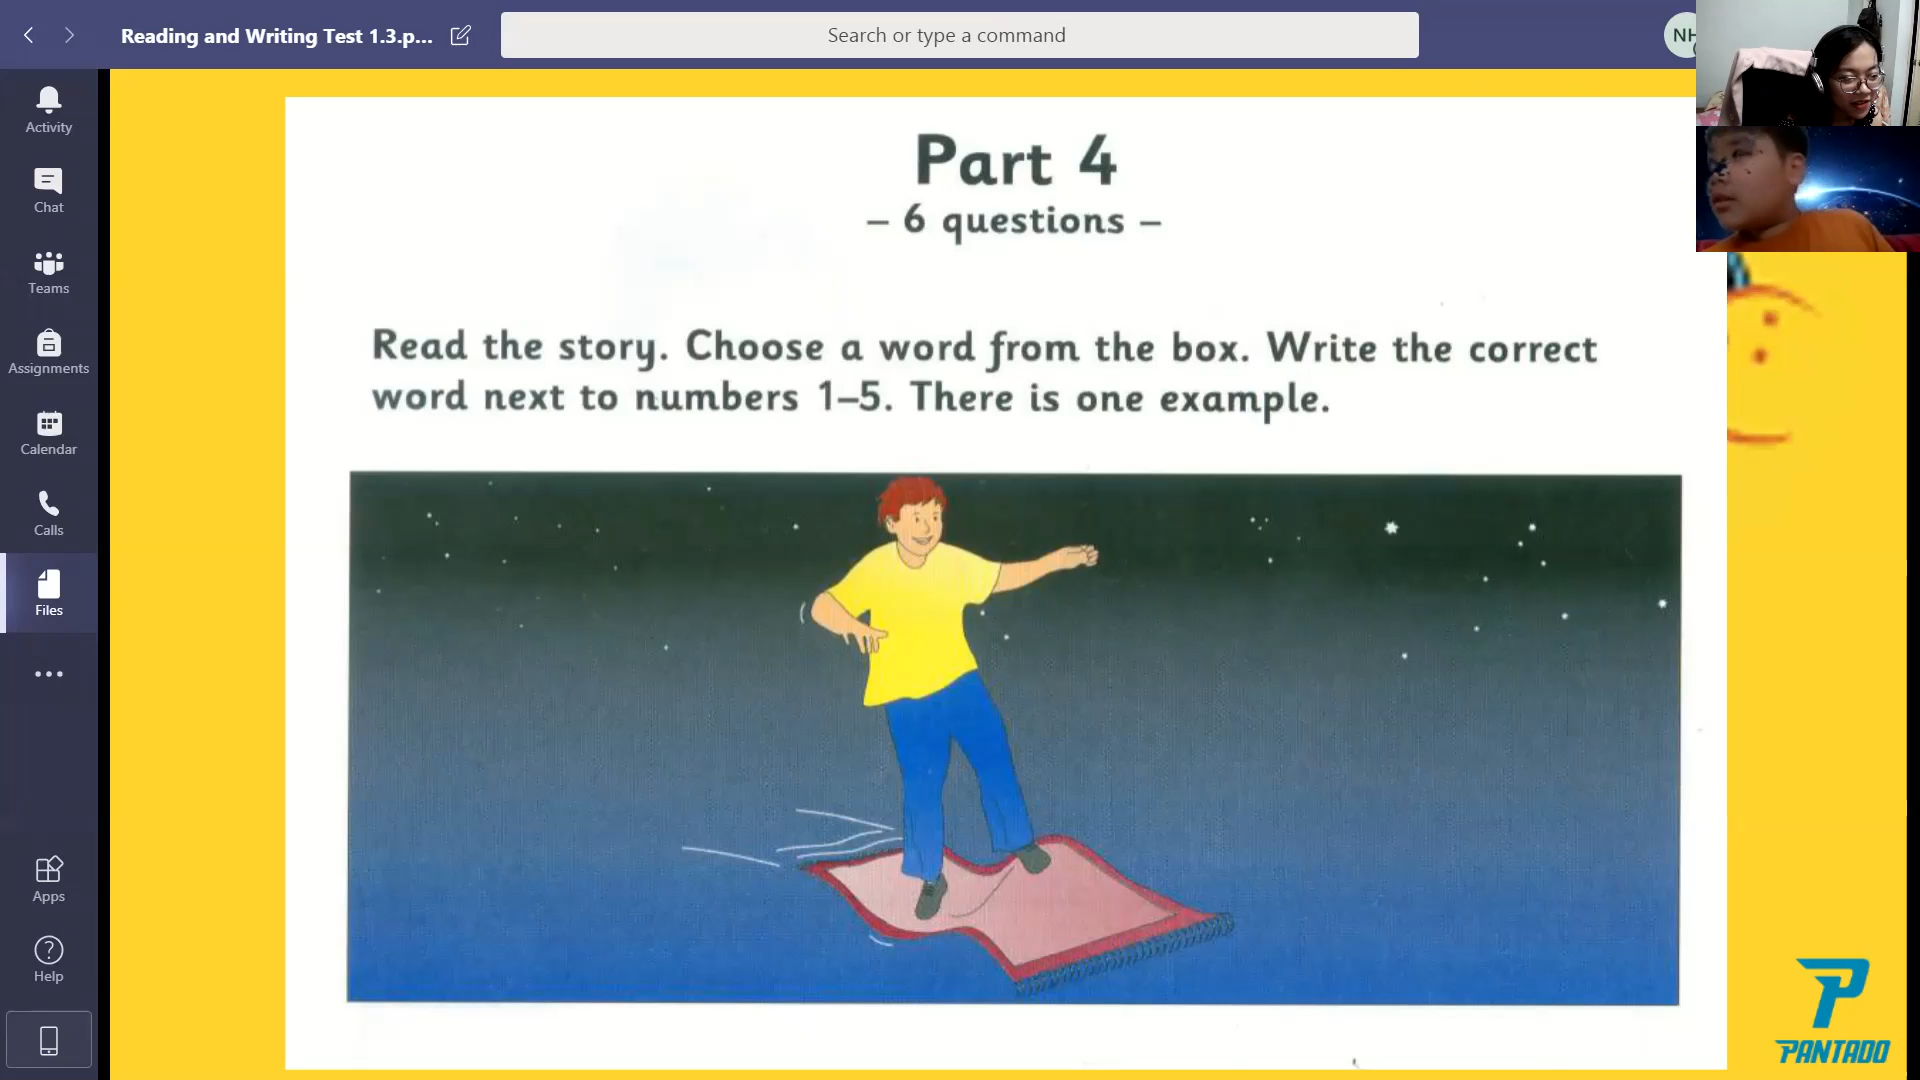 Reading and Writing Test 1.3.p...
Search or type a command
NH
Activity
Chat
Teams
Assignments
Calendar
Calls
Files
Apps
Help
Part 4
– 6 questions –
Read the story. Choose a word from the box. Write the correct
word next to numbers 1–5. There is one example.
PANTADO